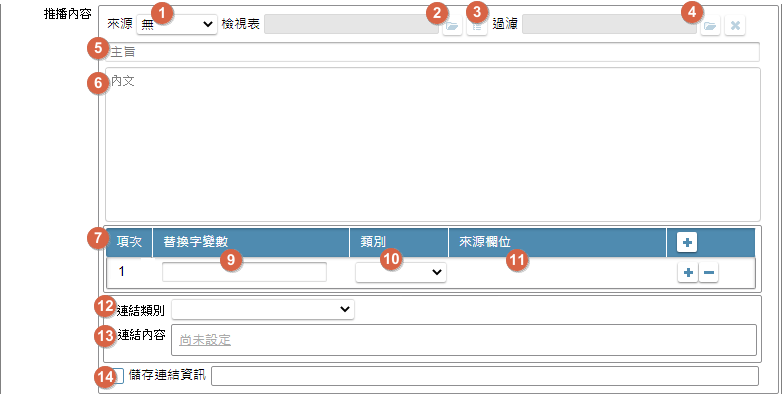 推播內容
1 2 3 4
來源 無 檢視表 過濾
5 主旨
6 內文
7 項次 替換字變數 類別 來源欄位
1 9 10 11
12 連結類別
13 連結內容 尚未設定
14 儲存連結資訊